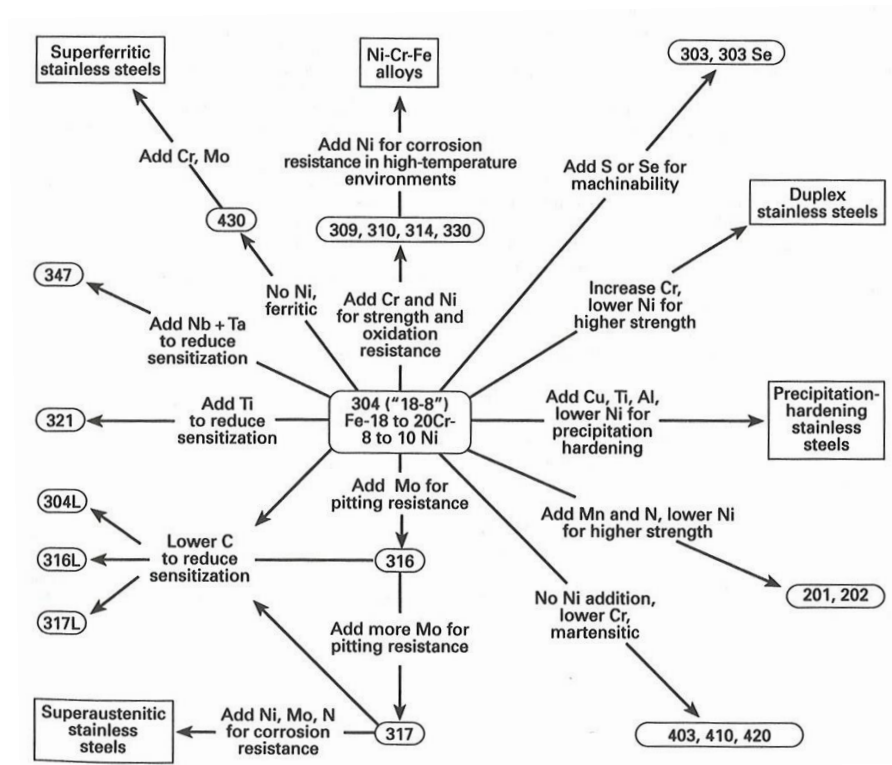 Superferritic
stainless steels
Ni-Cr-Fe
alloys
303, 303 Se
Add Cr, Mo
Add Ni for corrosion
resistance in high-temperature
environments
Add S or Se for
machinability
Duplex
stainless steels
430
309, 310, 314, 330
347
No Ni,
ferritic
Add Cr and Ni
for strength and
oxidation
resistance
Increase Cr,
lower Ni for
higher strength
Add Nb + Ta
to reduce
sensitization
321
Add Ti
to reduce
sensitization
304 ("18-8")
Fe-18 to 20Cr-
8 to 10 Ni
Add Cu, Ti, Al,
lower Ni for
precipitation
hardening
Precipitation-
hardening
stainless
steels
Add Mo for
pitting resistance
304L
316L
317L
Lower C
to reduce
sensitization
316
Add Mn and N, lower Ni
for higher strength
201, 202
No Ni addition,
lower Cr,
martensitic
Add more Mo for
pitting resistance
Superaustenitic
stainless
steels
Add Ni, Mo, N
for corrosion
resistance
317
403, 410, 420